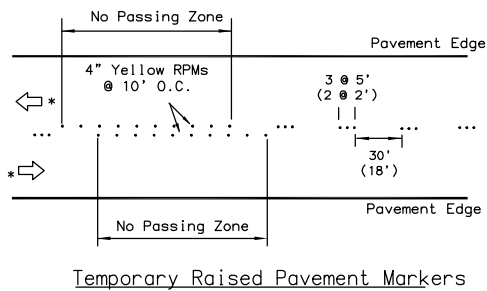 No Passing Zone
Pavement Edge
4" Yellow RPMs
@ 10' O.C.
3 @ 5'
(2 @ 2')
*
30'
(18')
*
Pavement Edge
No Passing Zone
Temporary Raised Pavement Markers